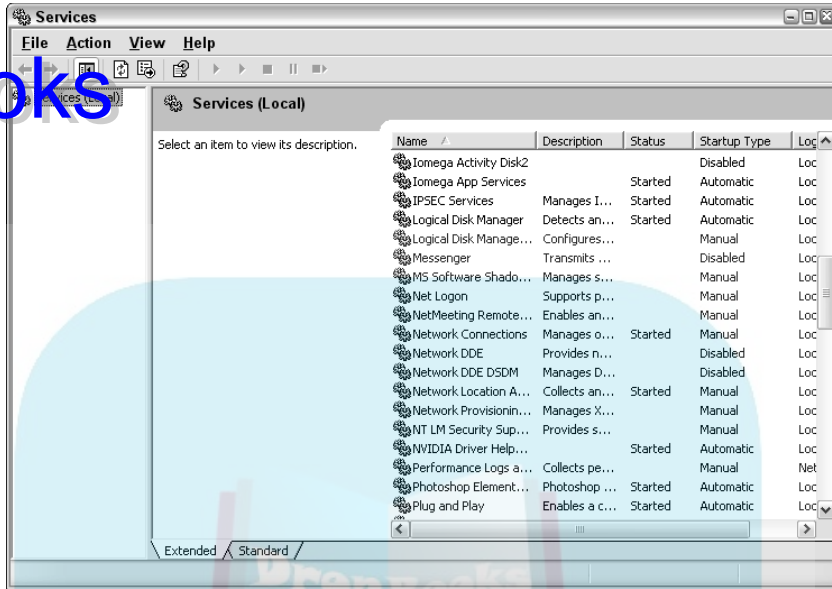 Services
File Action View Help
oks
Services (Local)
Services (Local)
Select an item to view its description.
Name Description Status Startup Type Log
Iomega Activity Disk2 Disabled Loc
Iomega App Services Started Automatic Loc
IPSEC Services Manages I... Started Automatic Loc
Logical Disk Manager Detects an... Started Automatic Loc
Logical Disk Manage... Configures... Manual Loc
Messenger Transmits ... Disabled Loc
MS Software Shado... Manages s... Manual Loc
Net Logon Supports p... Manual Loc
NetMeeting Remote... Enables an... Manual Loc
Network Connections Manages o... Started Manual Loc
Network DDE Provides n... Disabled Loc
Network DDE DSDM Manages D... Disabled Loc
Network Location A... Collects an... Started Manual Loc
Network Provisionin... Manages X... Manual Loc
NT LM Security Sup... Provides s... Manual Loc
NVIDIA Driver Help... Started Automatic Loc
Performance Logs a... Collects pe... Manual Net
Photoshop Element... Photoshop ... Started Automatic Loc
Plug and Play Enables a c... Started Automatic Loc
Extended Standard